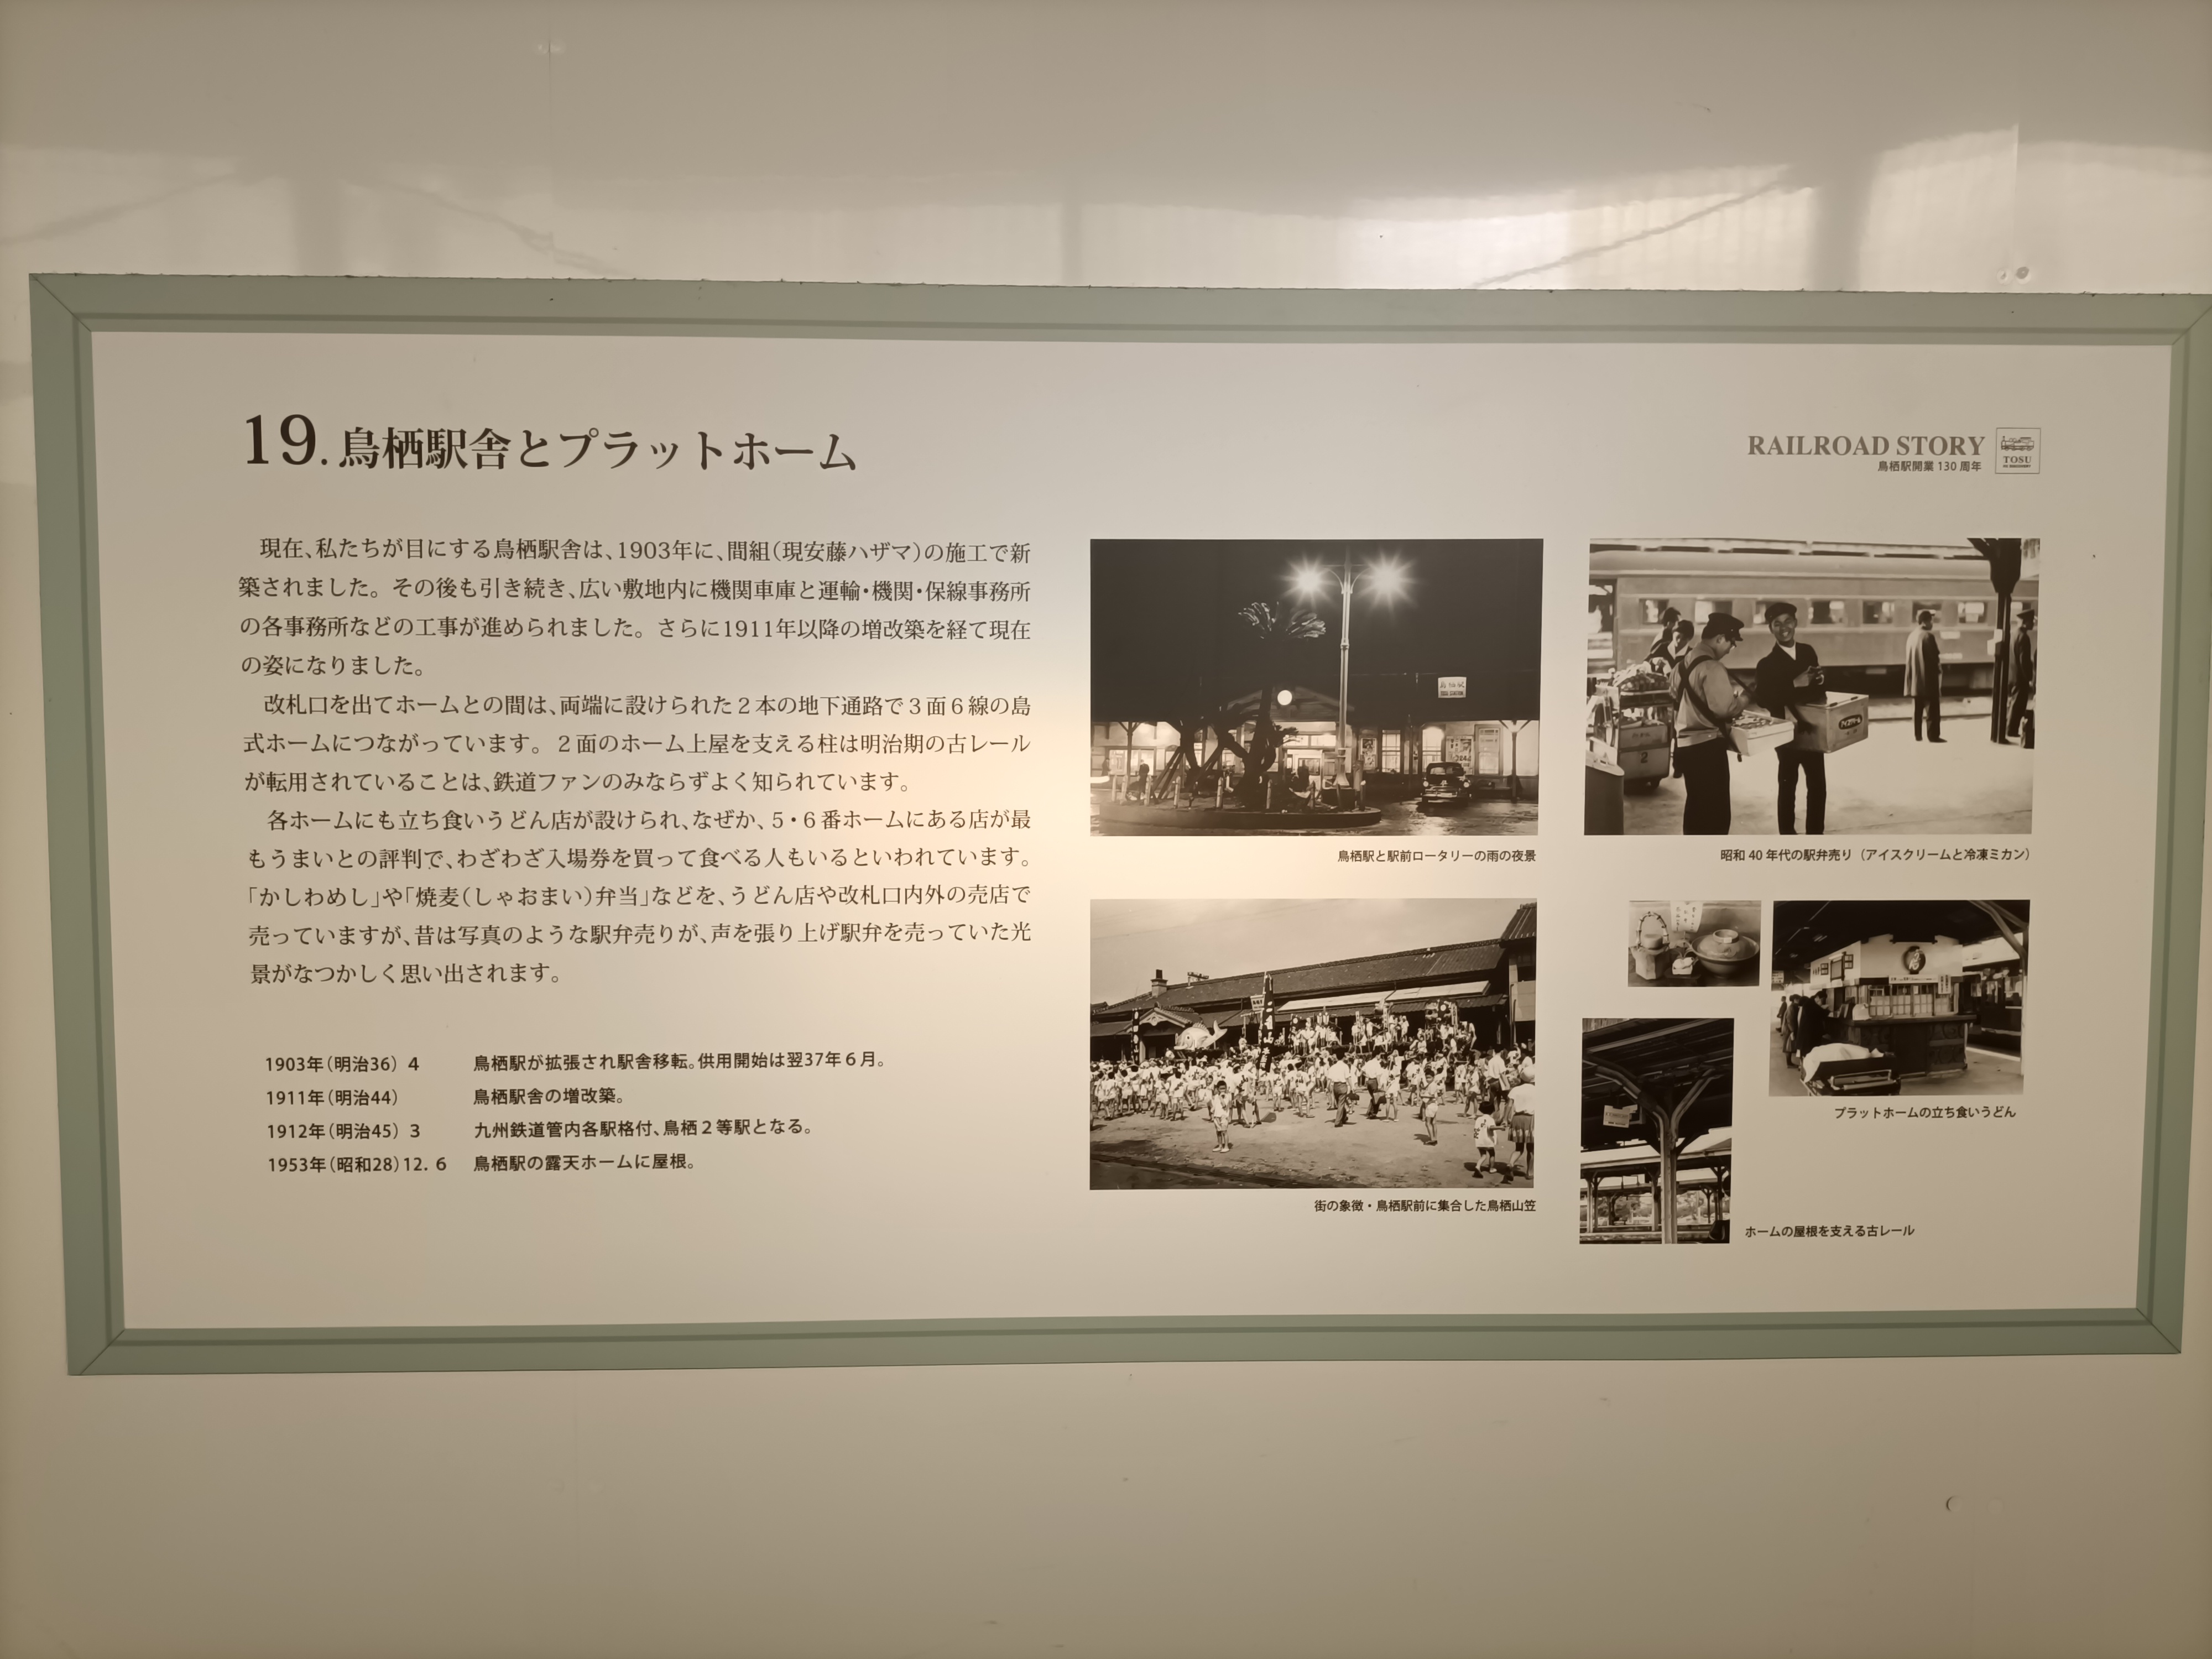 19.鳥栖駅舎とプラットホーム
RAILROAD STORY
鳥栖駅開業 130 周年
TOSU
現在、私たちが目にする鳥栖駅舎は、1903年に、間組（現安藤ハザマ）の施工で新
築されました。その後も引き続き、広い敷地内に機関車庫と運輸・機関・保線事務所
の各事務所などの工事が進められました。さらに1911年以降の増改築を経て現在
の姿になりました。
改札口を出てホームとの間は、両端に設けられた２本の地下通路で３面６線の島
式ホームにつながっています。２面のホーム上屋を支える柱は明治期の古レール
が転用されていることは、鉄道ファンのみならずよく知られています。
各ホームにも立ち食いうどん店が設けられ、なぜか、５・６番ホームにある店が最
もうまいとの評判で、わざわざ入場券を買って食べる人もいるといわれています。
「かしわめし」や「焼麦（しゃおまい）弁当」などを、うどん店や改札口内外の売店で
売っていますが、昔は写真のような駅弁売りが、声を張り上げ駅弁を売っていた光
景がなつかしく思い出されます。
1903年（明治36） 4 鳥栖駅が拡張され駅舎移転。供用開始は翌37年６月。
1911年（明治44） 鳥栖駅舎の増改築。
1912年（明治45） 3 九州鉄道管内各駅格付、鳥栖２等駅となる。
1953年（昭和28）12. 6 鳥栖駅の露天ホームに屋根。
鳥栖駅と駅前ロータリーの雨の夜景
昭和 40 年代の駅弁売り（アイスクリームと冷凍ミカン）
街の象徴・鳥栖駅前に集合した鳥栖山笠
プラットホームの立ち食いうどん
ホームの屋根を支える古レール